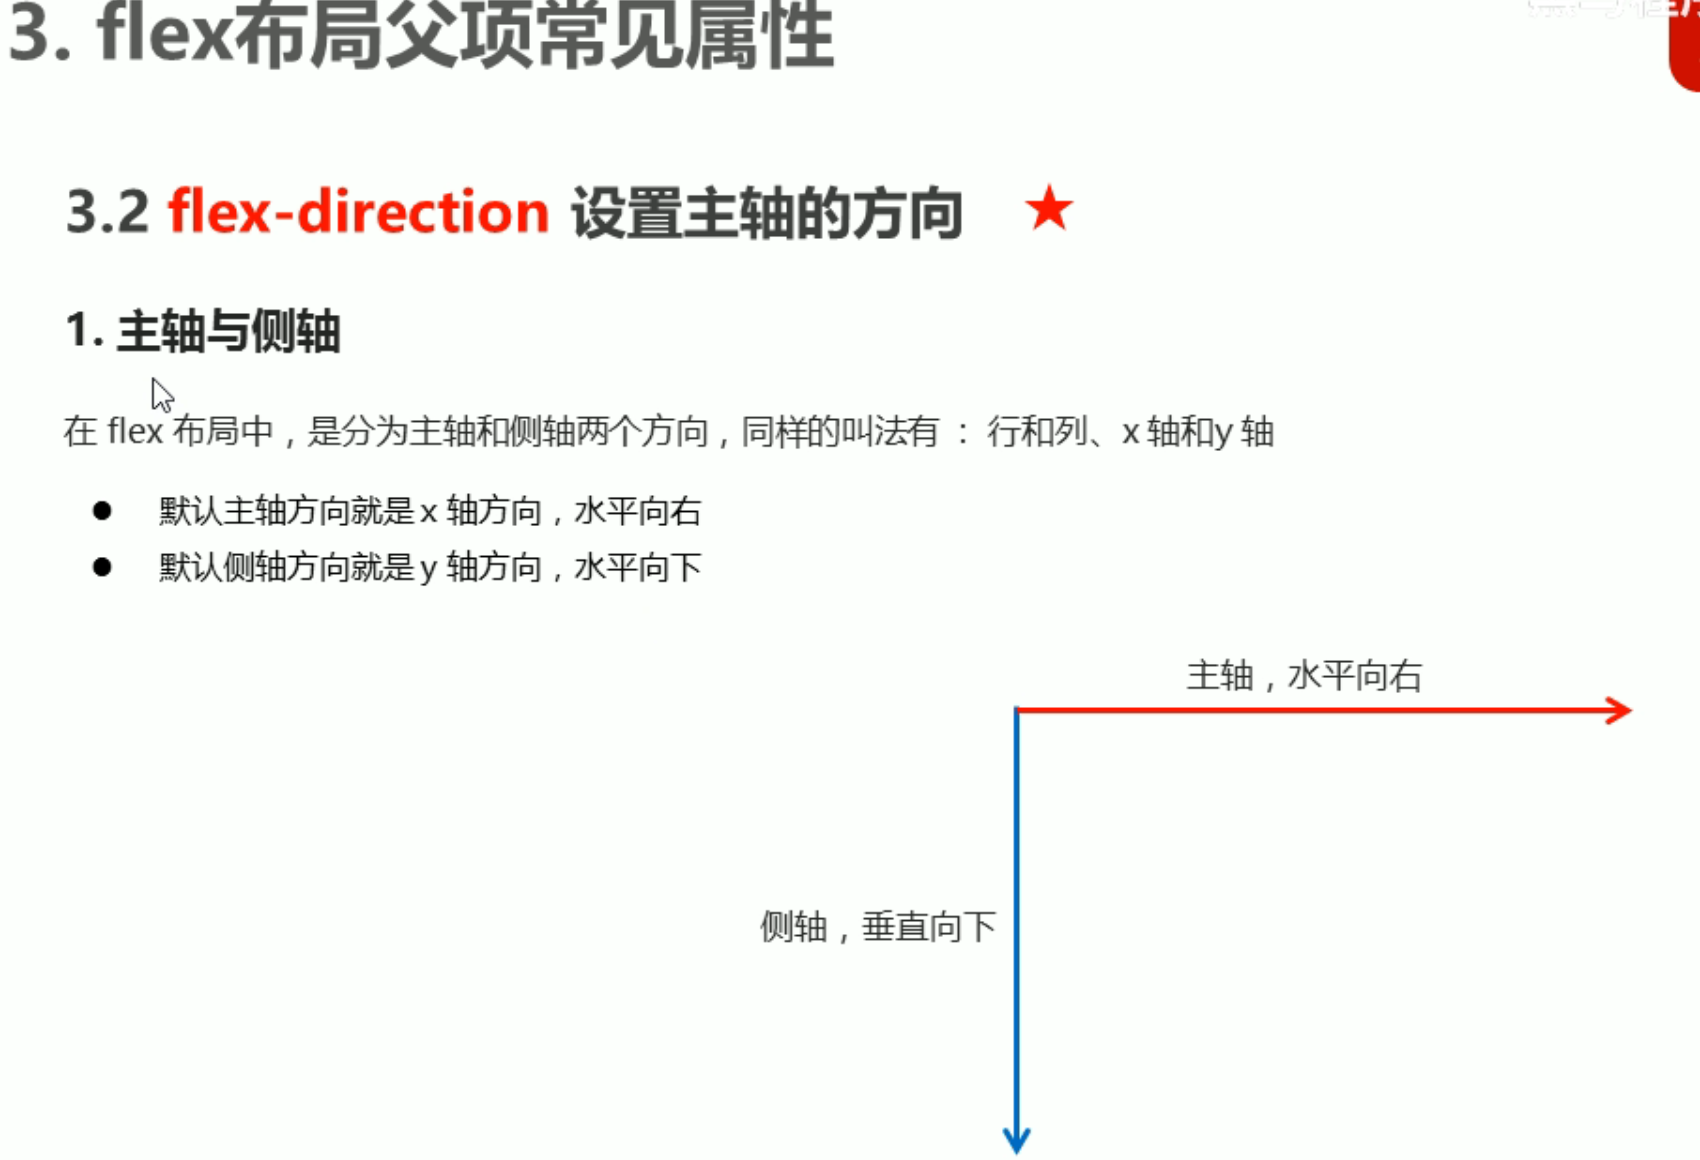 3. flex布局父项常见属性
3.2 flex-direction 设置主轴的方向 ★
1. 主轴与侧轴
在 flex 布局中，是分为主轴和侧轴两个方向，同样的叫法有 ： 行和列、x 轴和y 轴
● 默认主轴方向就是 x 轴方向，水平向右
● 默认侧轴方向就是 y 轴方向，水平向下
主轴，水平向右
侧轴，垂直向下